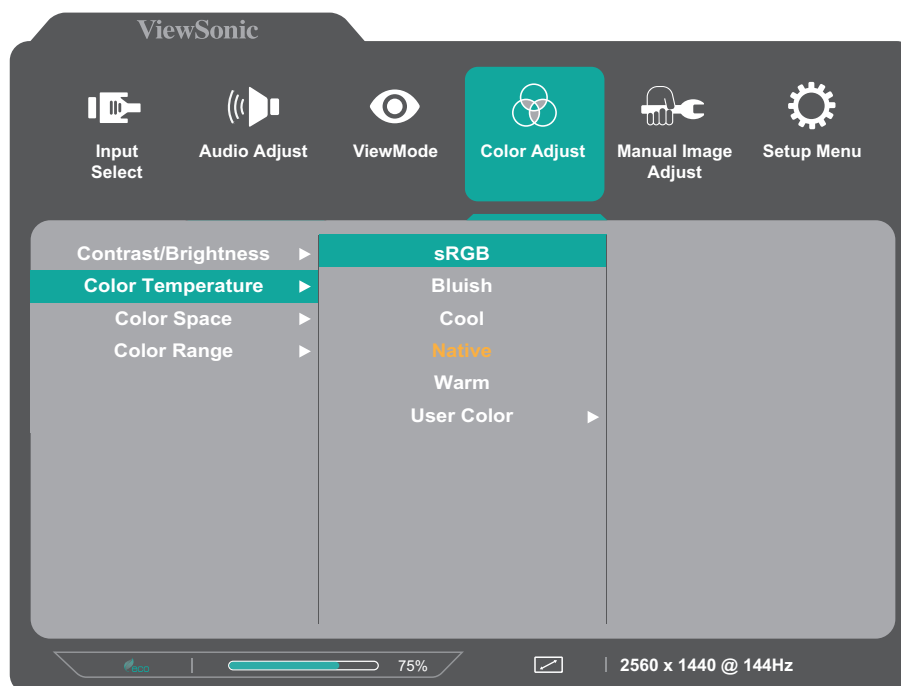 ViewSonic
Input
Select
Audio Adjust
ViewMode
Color Adjust
Manual Image
Adjust
Setup Menu
Contrast/Brightness
Color Temperature
Color Space
Color Range
sRGB
Bluish
Cool
Native
Warm
User Color
eco
75%
2560 x 1440 @ 144Hz